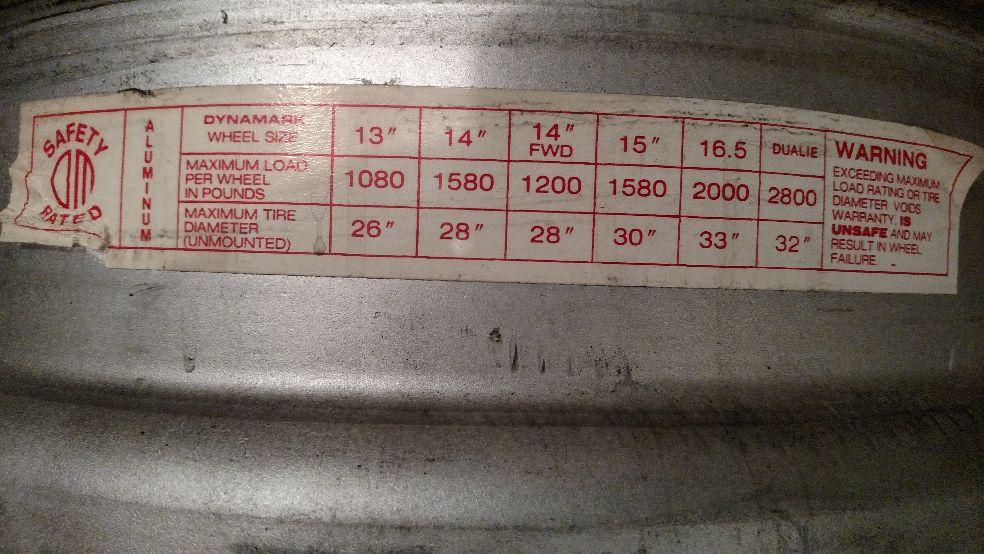 SAFETY
RATED
ALUMINUM
DYNAMARK
WHEEL SIZE
13″
14″
14″
FWD
15″
16.5
DUALIE
MAXIMUM LOAD
PER WHEEL
IN POUNDS
1080
1580
1200
1580
2000
2800
MAXIMUM TIRE
DIAMETER
(UNMOUNTED)
26″
28″
28″
30″
33″
32″
WARNING
EXCEEDING MAXIMUM
LOAD RATING OR TIRE
DIAMETER VOIDS
WARRANTY. IS
UNSAFE AND MAY
RESULT IN WHEEL
FAILURE.